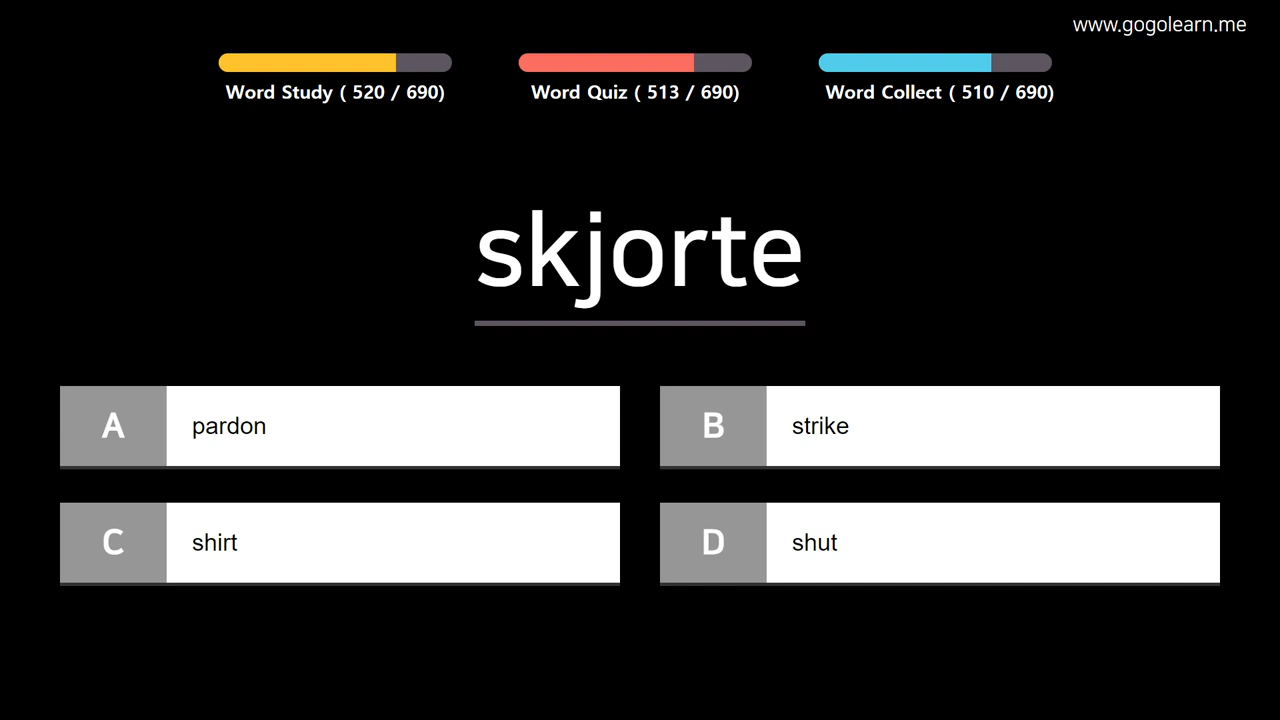 www.gogolearn.me
Word Study ( 520 / 690)
Word Quiz ( 513 / 690)
Word Collect ( 510 / 690)
skjorte
A pardon
B strike
C shirt
D shut